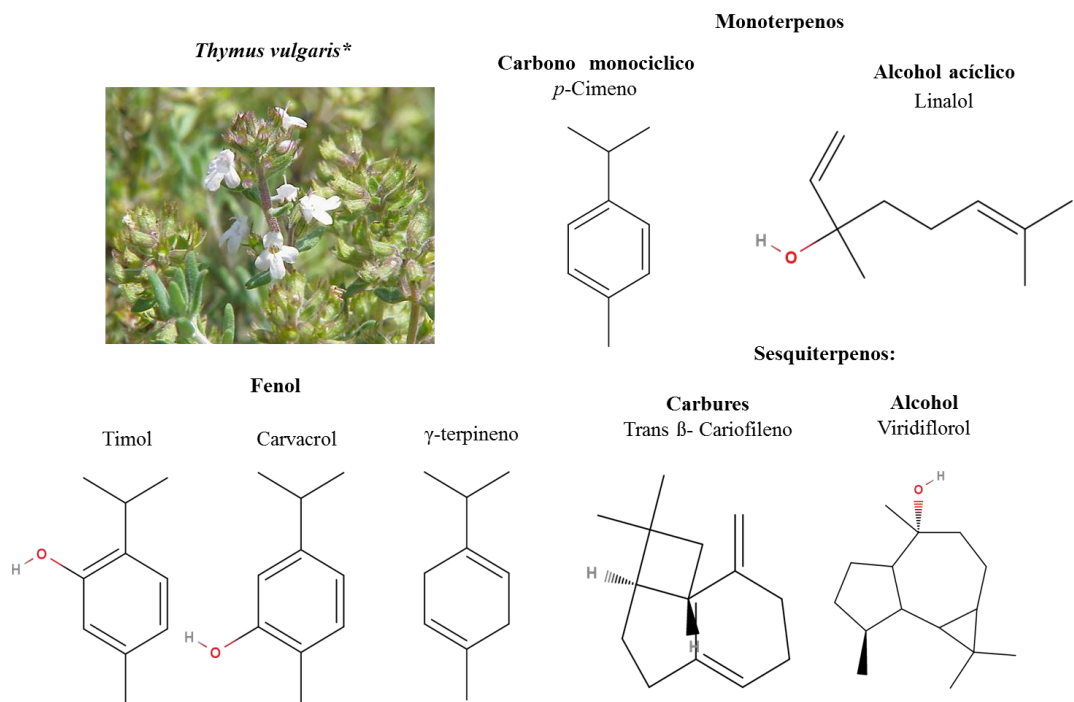 Monoterpenos
Thymus vulgaris*
Carbono monociclico
p-Cimeno
Alcohol acíclico
Linalol
H
O
Sesquiterpenos:
Fenol
Carbures
Trans ß- Cariofileno
Alcohol
Viridiflorol
Timol
Carvacrol
γ-terpineno
H
O
H
O
H
H
O
H